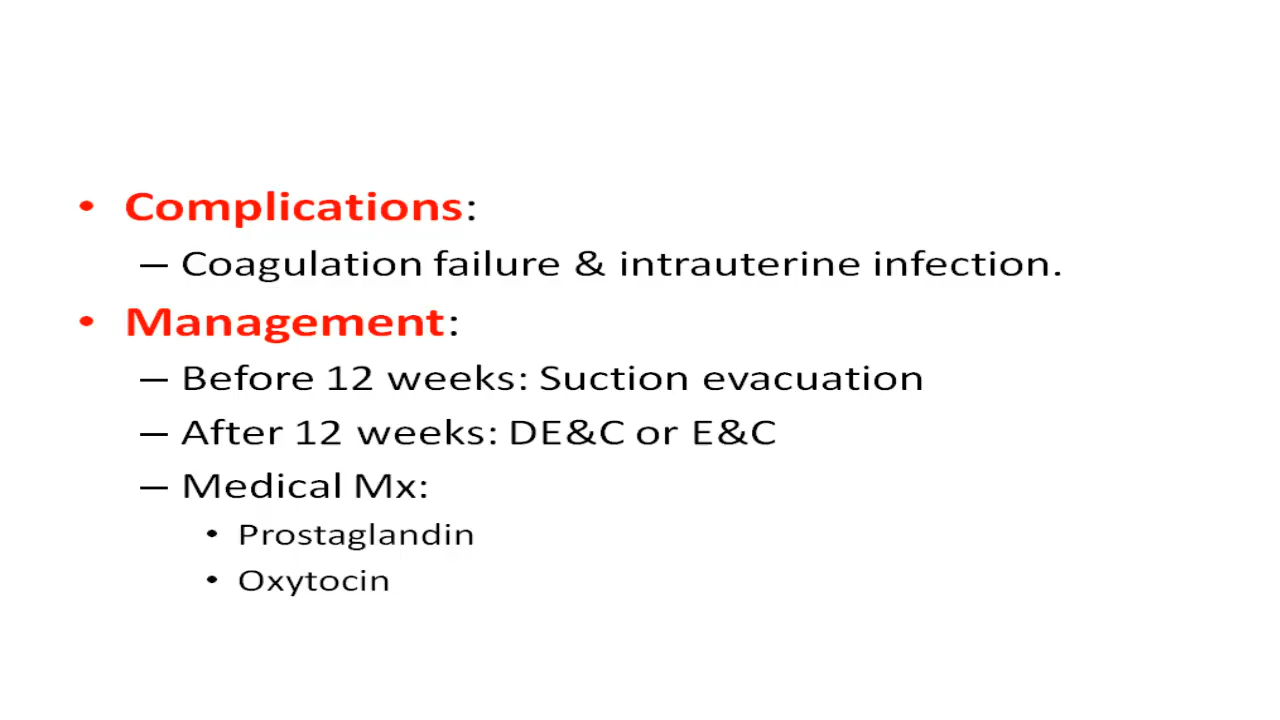 • Complications:
– Coagulation failure & intrauterine infection.
• Management:
– Before 12 weeks: Suction evacuation
– After 12 weeks: DE&C or E&C
– Medical Mx:
• Prostaglandin
• Oxytocin